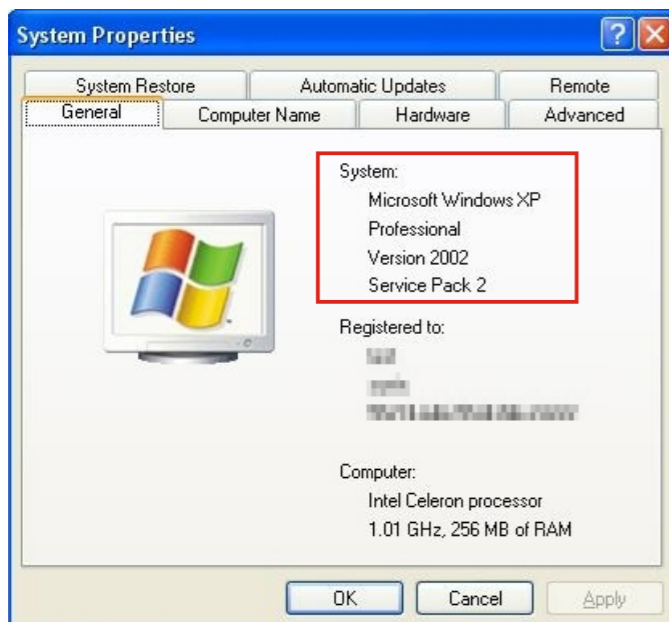 System Properties
System Restore Automatic Updates Remote
General Computer Name Hardware Advanced
System:
Microsoft Windows XP
Professional
Version 2002
Service Pack 2
Registered to:
Computer:
Intel Celeron processor
1.01 GHz, 256 MB of RAM
OK Cancel Apply